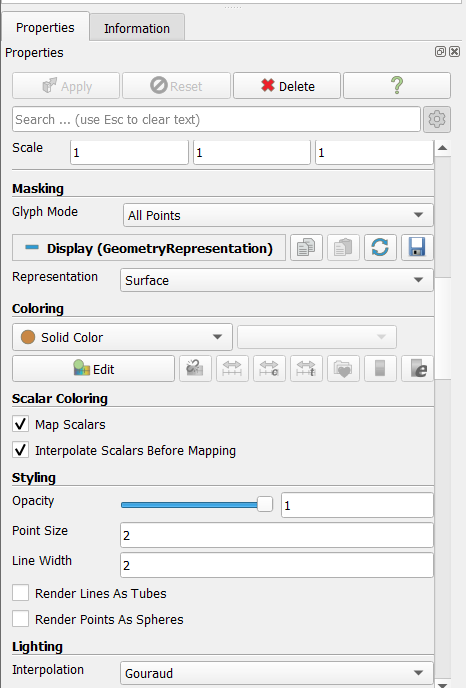 Properties Information
Properties
Apply Reset Delete ?
Search ... (use Esc to clear text)
Scale 1 1 1
Masking
Glyph Mode All Points
Display (GeometryRepresentation)
Representation Surface
Coloring
Solid Color
Edit ? c t e
Scalar Coloring
Map Scalars
Interpolate Scalars Before Mapping
Styling
Opacity 1
Point Size 2
Line Width 2
Render Lines As Tubes
Render Points As Spheres
Lighting
Interpolation Gouraud